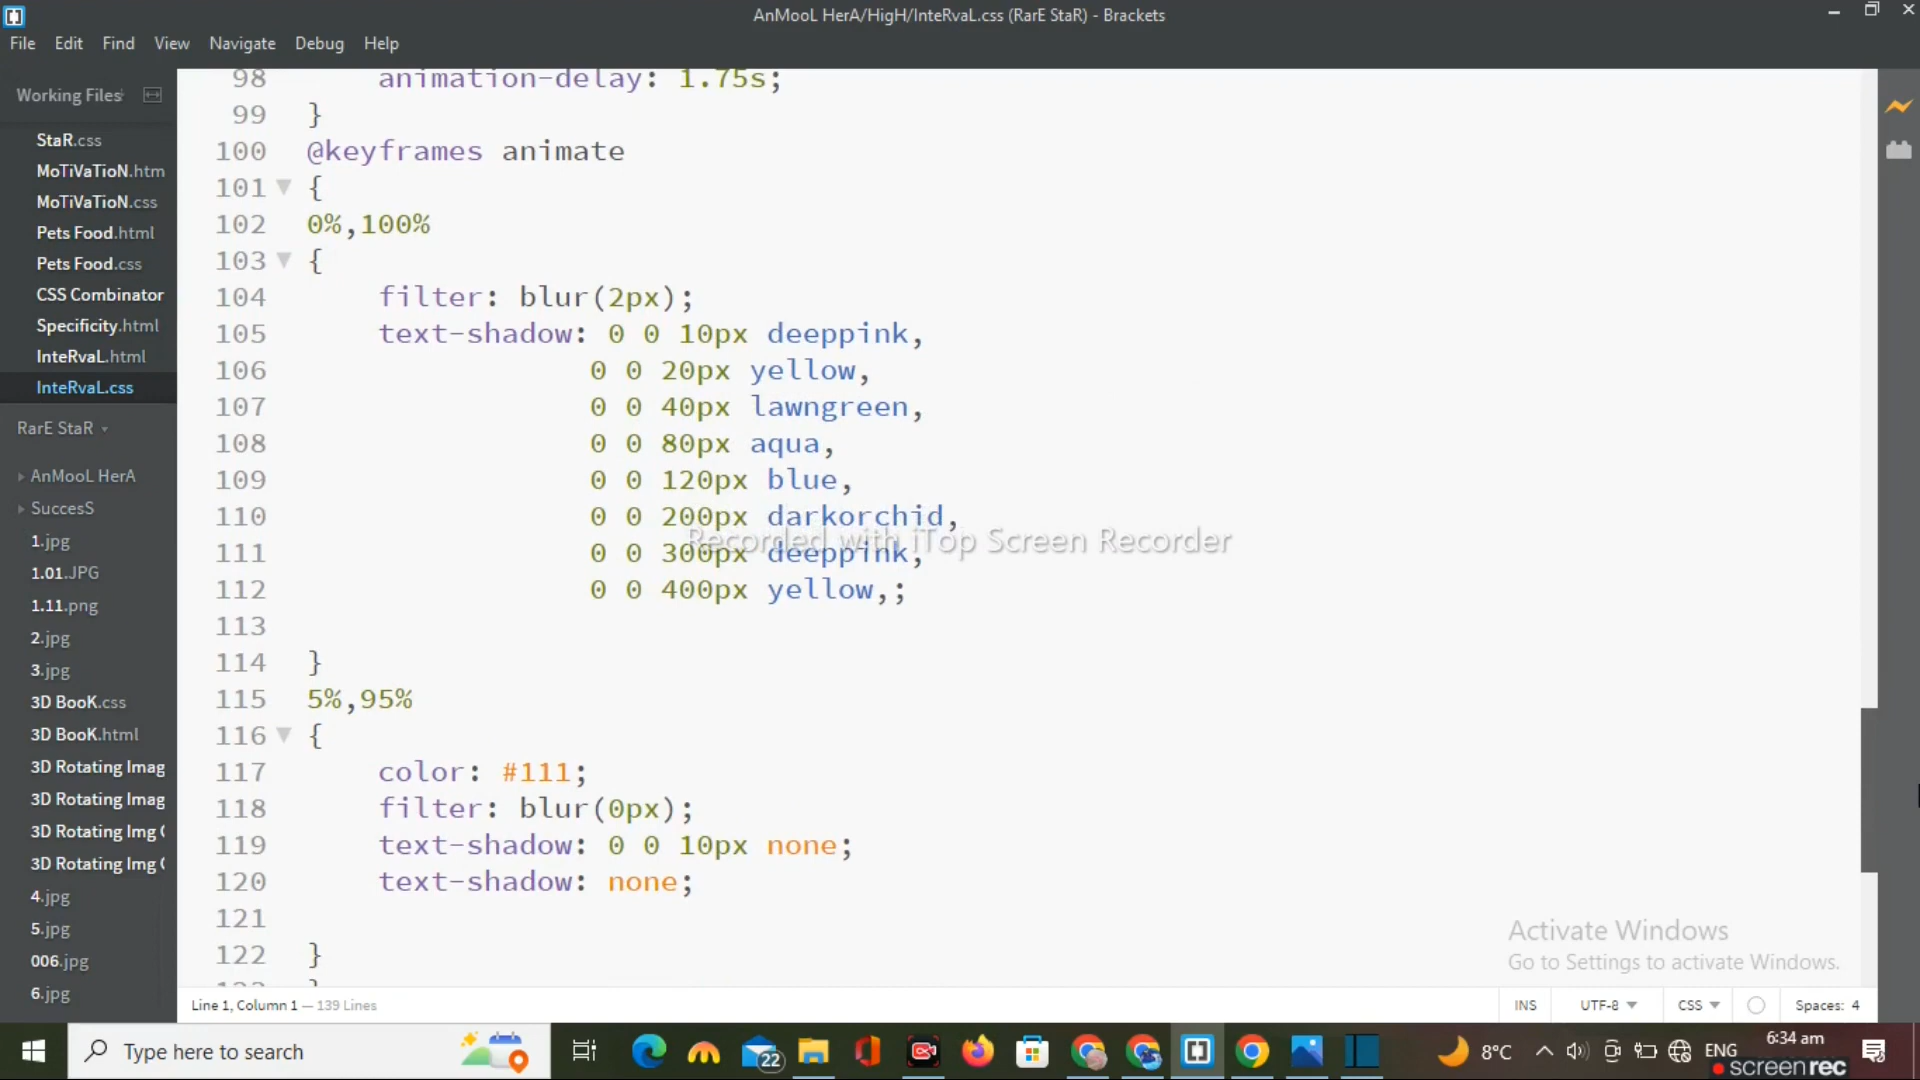 AnMooL HerA/HigH/InteRvaL.css (RarE StaR) - Brackets
File Edit Find View Navigate Debug Help
Working Files
StaR.css
MoTiVaTioN.htm
MoTiVaTioN.css
Pets Food.html
Pets Food.css
CSS Combinator
Specificity.html
InteRvaL.html
InteRvaL.css
RarE StaR
AnMooL HerA
SuccesS
1.jpg
1.01.JPG
1.11.png
2.jpg
3.jpg
3D BooK.css
3D BooK.html
3D Rotating Imag
3D Rotating Imag
3D Rotating Img
3D Rotating Img
4.jpg
5.jpg
006.jpg
6.jpg
98 animation-delay: 1.75s;
99 }
100 @keyframes animate
101 {
102 0%,100%
103 {
104 filter: blur(2px);
105 text-shadow: 0 0 10px deeppink,
106 0 0 20px yellow,
107 0 0 40px lawngreen,
108 0 0 80px aqua,
109 0 0 120px blue,
110 0 0 200px darkorchid,
111 0 0 300px deeppink,
112 0 0 400px yellow,;
113
114 }
115 5%,95%
116 {
117 color: #111;
118 filter: blur(0px);
119 text-shadow: 0 0 10px none;
120 text-shadow: none;
121
122 }
Recorded with iTop Screen Recorder
Activate Windows
Go to Settings to activate Windows.
Line 1, Column 1 — 139 Lines
INS UTF-8 CSS Spaces: 4
Type here to search
22
8°C
ENG
6:34 am
screenrec